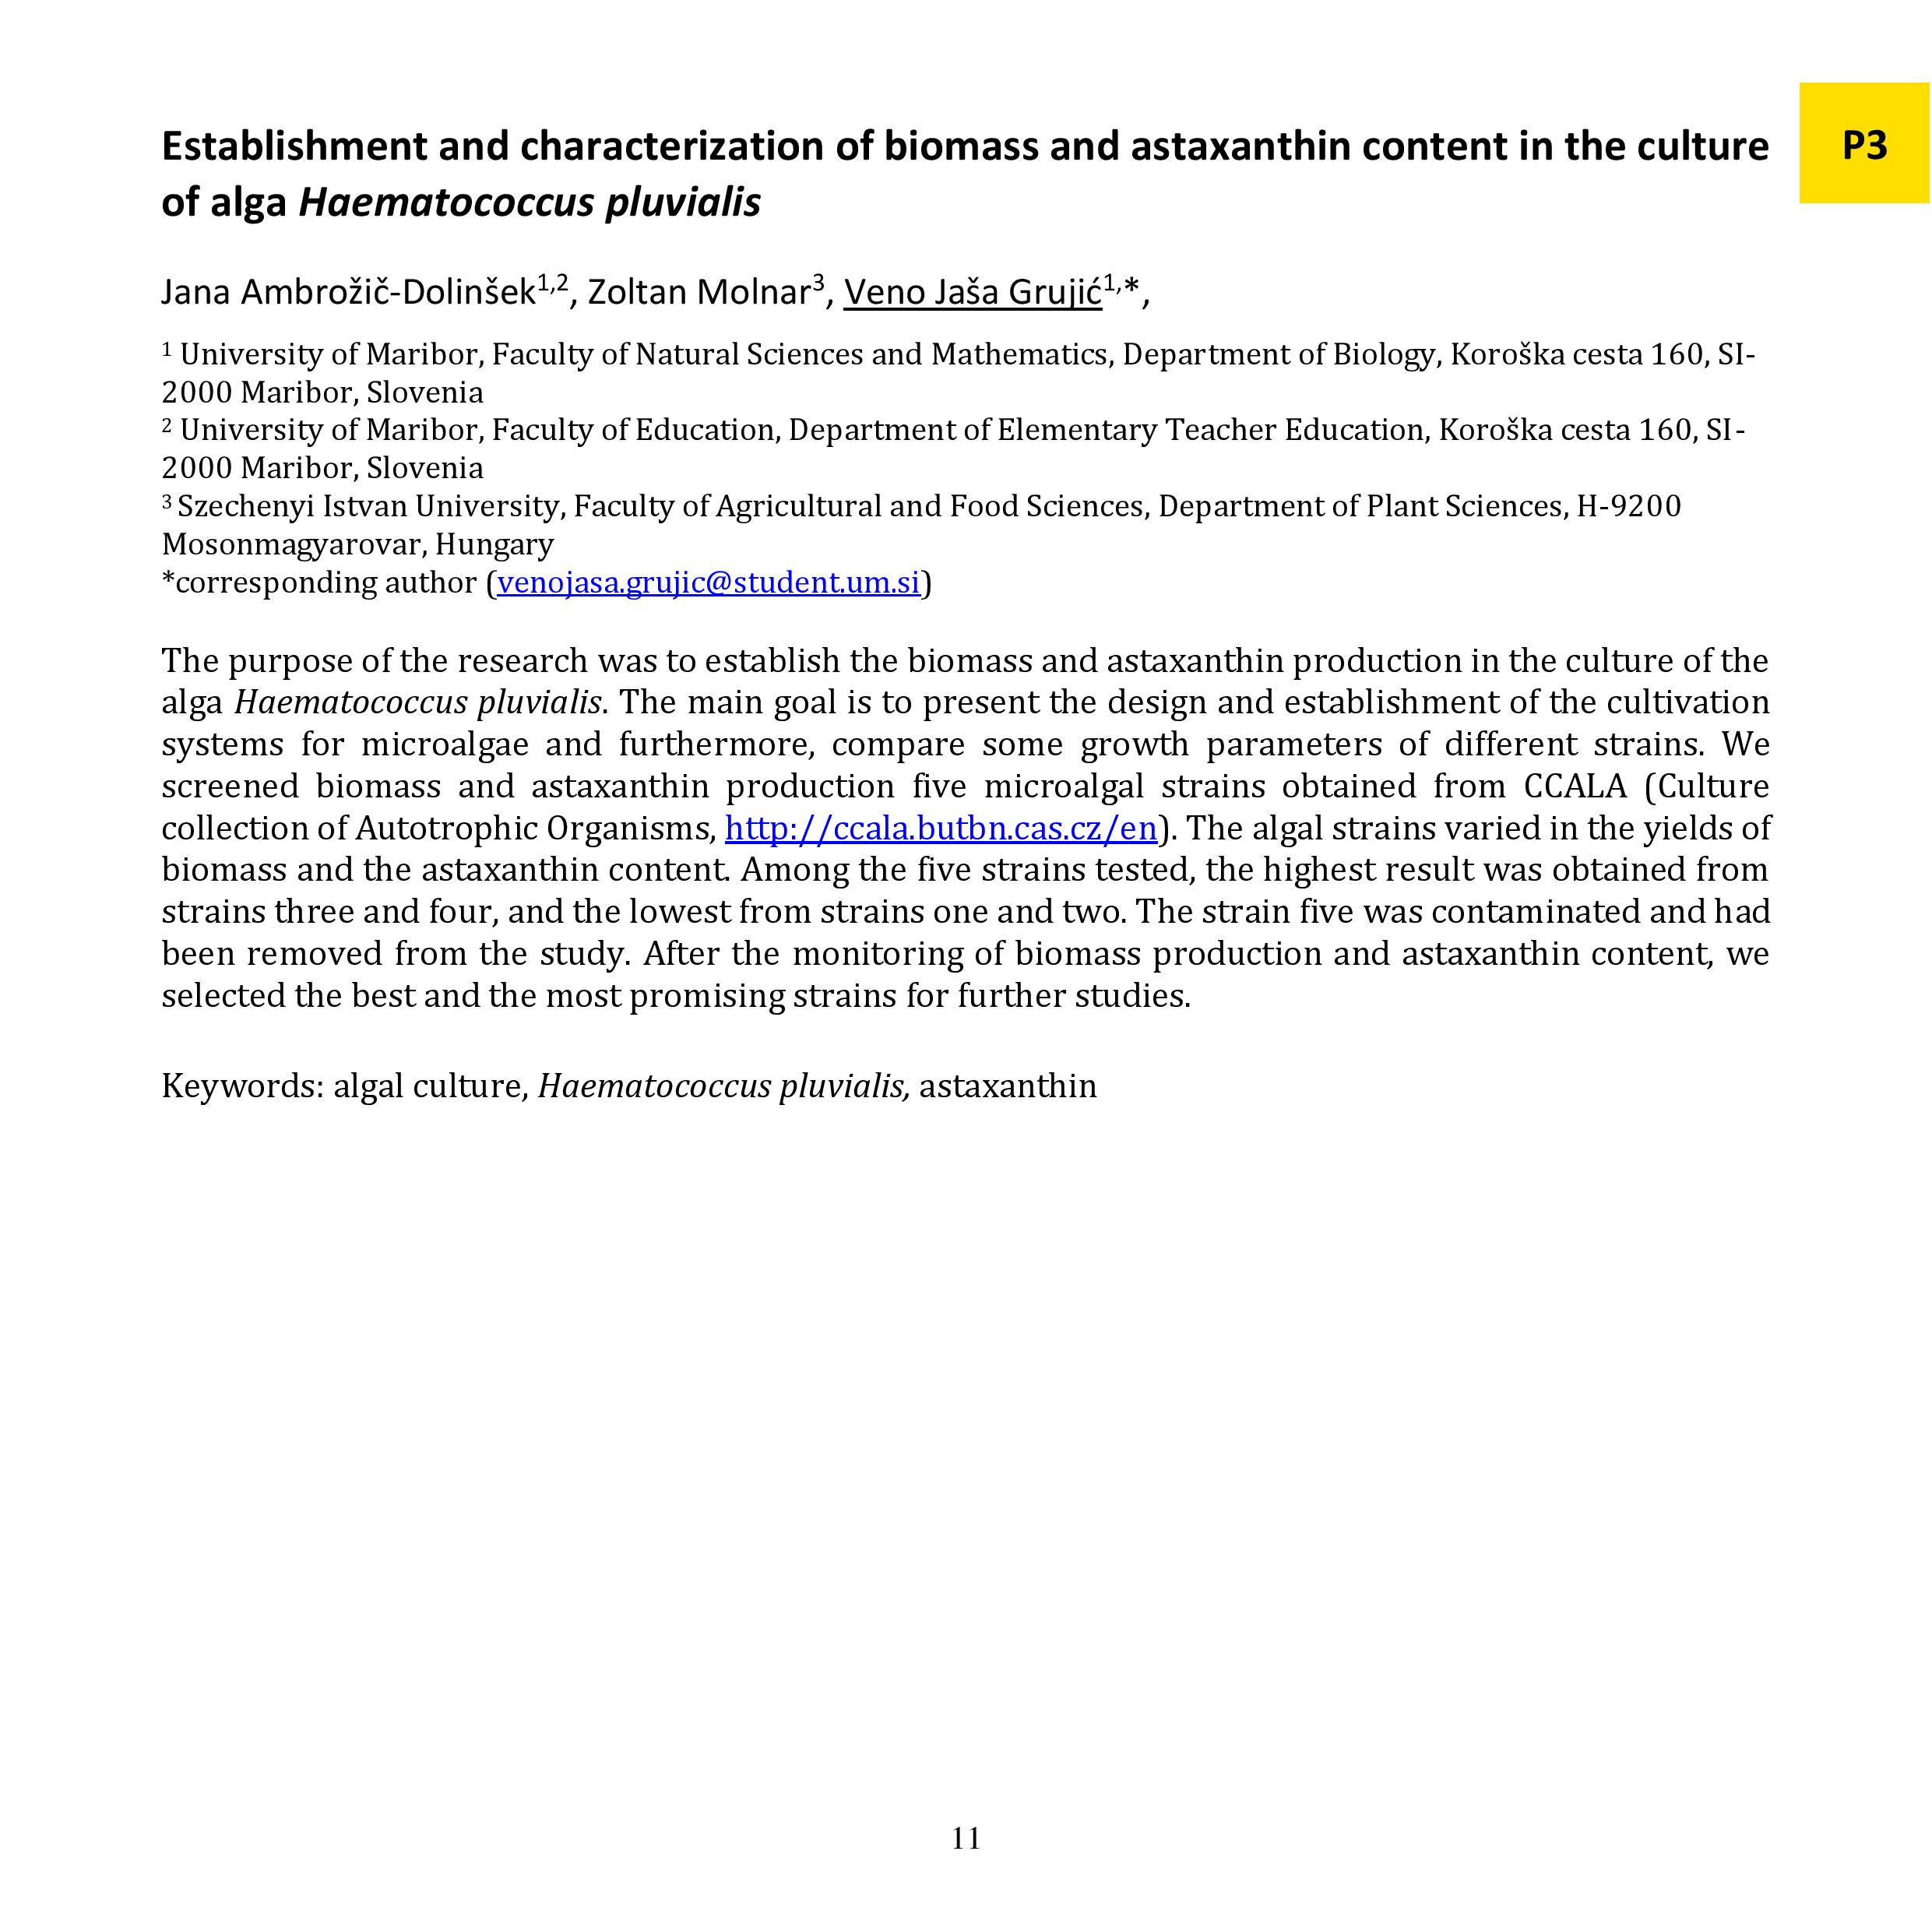 Establishment and characterization of biomass and astaxanthin content in the culture
of alga Haematococcus pluvialis
P3
Jana Ambrožič-Dolinšek1,2, Zoltan Molnar3, Veno Jaša Grujić1,*,
1 University of Maribor, Faculty of Natural Sciences and Mathematics, Department of Biology, Koroška cesta 160, SI-
2000 Maribor, Slovenia
2 University of Maribor, Faculty of Education, Department of Elementary Teacher Education, Koroška cesta 160, SI-
2000 Maribor, Slovenia
3 Szechenyi Istvan University, Faculty of Agricultural and Food Sciences, Department of Plant Sciences, H-9200
Mosonmagyarovar, Hungary
*corresponding author (venojasa.grujic@student.um.si)
The purpose of the research was to establish the biomass and astaxanthin production in the culture of the
alga Haematococcus pluvialis. The main goal is to present the design and establishment of the cultivation
systems for microalgae and furthermore, compare some growth parameters of different strains. We
screened biomass and astaxanthin production five microalgal strains obtained from CCALA (Culture
collection of Autotrophic Organisms, http://ccala.butbn.cas.cz/en). The algal strains varied in the yields of
biomass and the astaxanthin content. Among the five strains tested, the highest result was obtained from
strains three and four, and the lowest from strains one and two. The strain five was contaminated and had
been removed from the study. After the monitoring of biomass production and astaxanthin content, we
selected the best and the most promising strains for further studies.
Keywords: algal culture, Haematococcus pluvialis, astaxanthin
11